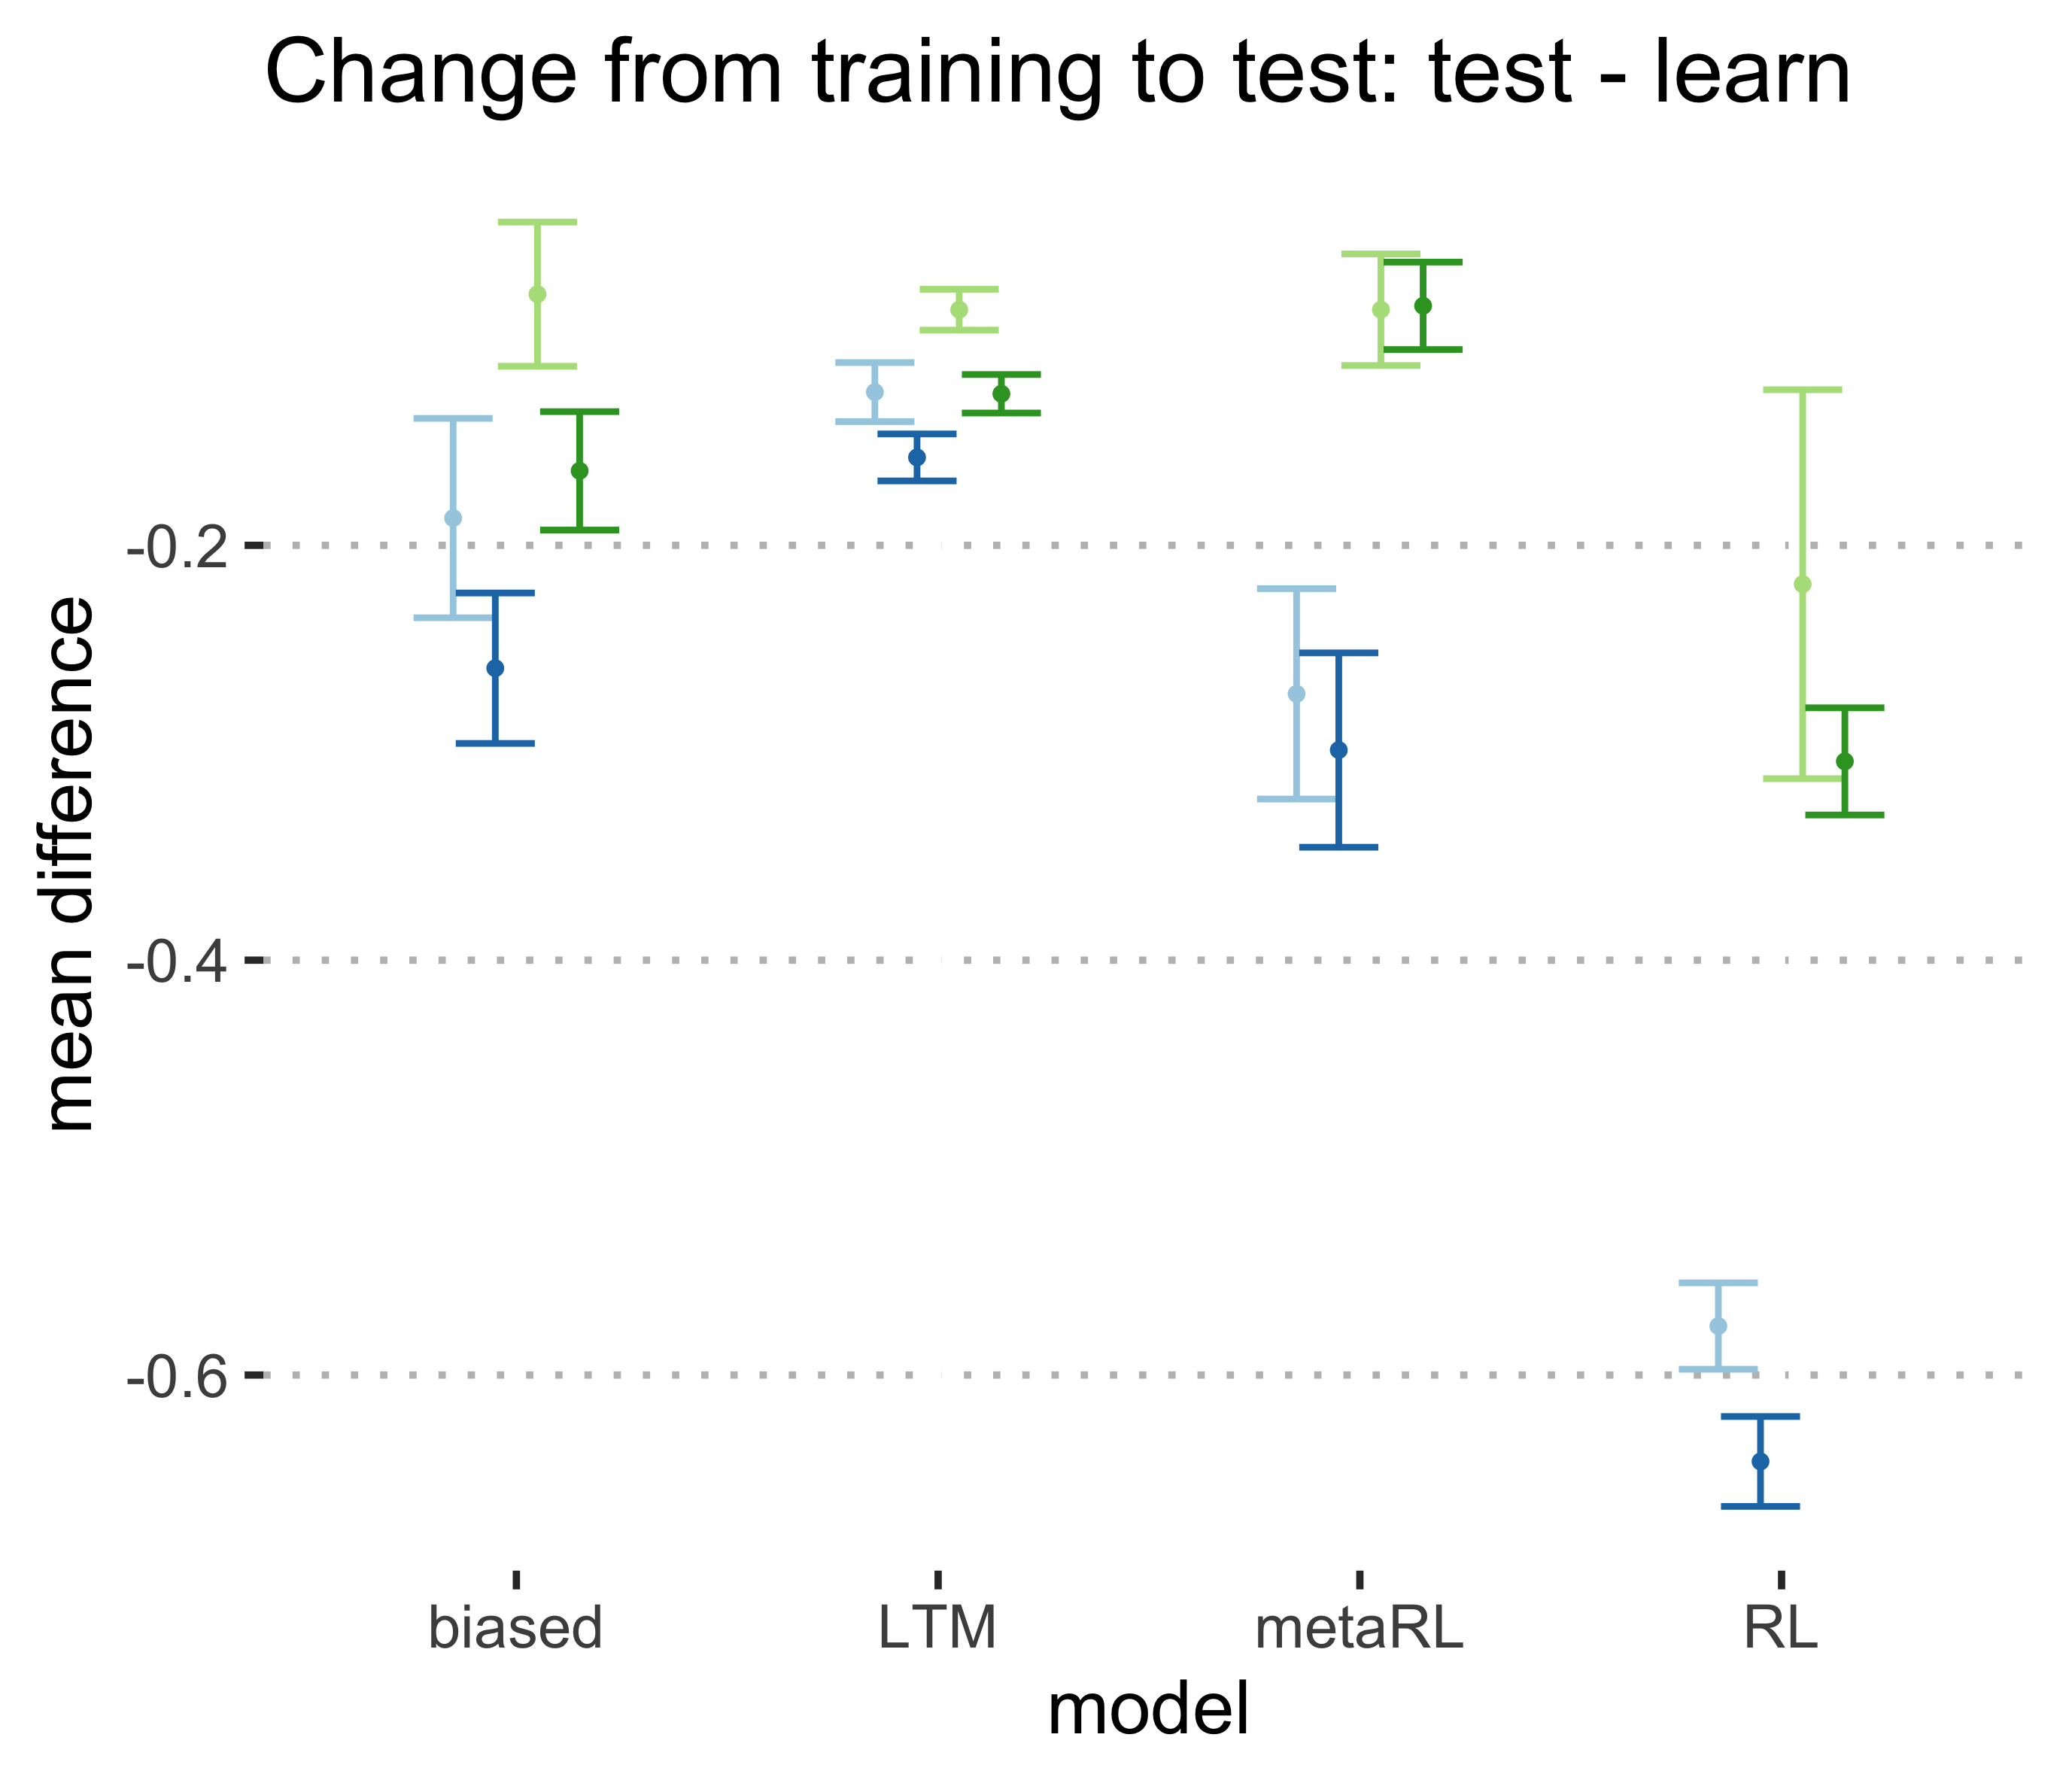 Change from training to test: test - learn
mean difference
-0.2
-0.4
-0.6
biased LTM metaRL RL
model